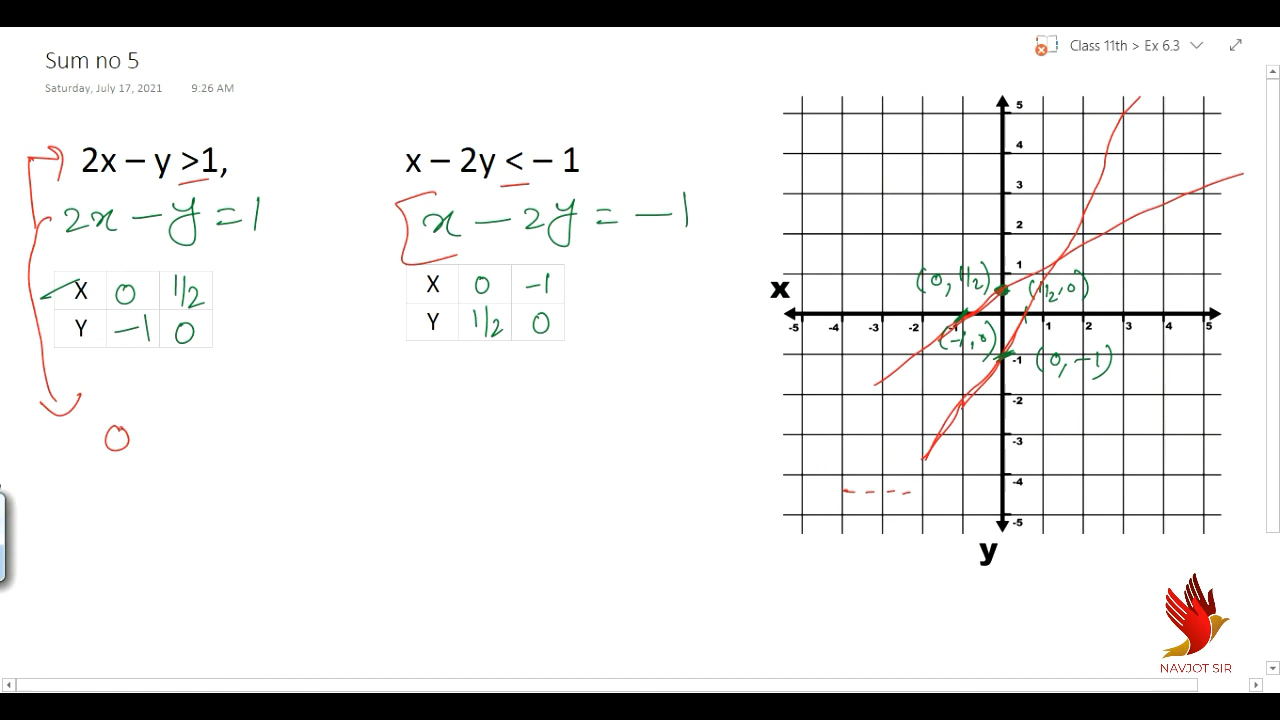 Sum no 5
Saturday, July 17, 2021 9:26 AM
Class 11th > Ex 6.3
2x – y >1,
x – 2y < – 1
2x – y = 1
x – 2y = –1
X 0 1/2
Y –1 0
X 0 -1
Y 1/2 0
0
5
4
3
2
1
(0, 1/2)
(1/2, 0)
x
-5 -4 -3 -2 -1 1 2 3 4 5
(-1, 0)
-1
(0, -1)
-2
-3
-4
-5
y
NAVJOT SIR